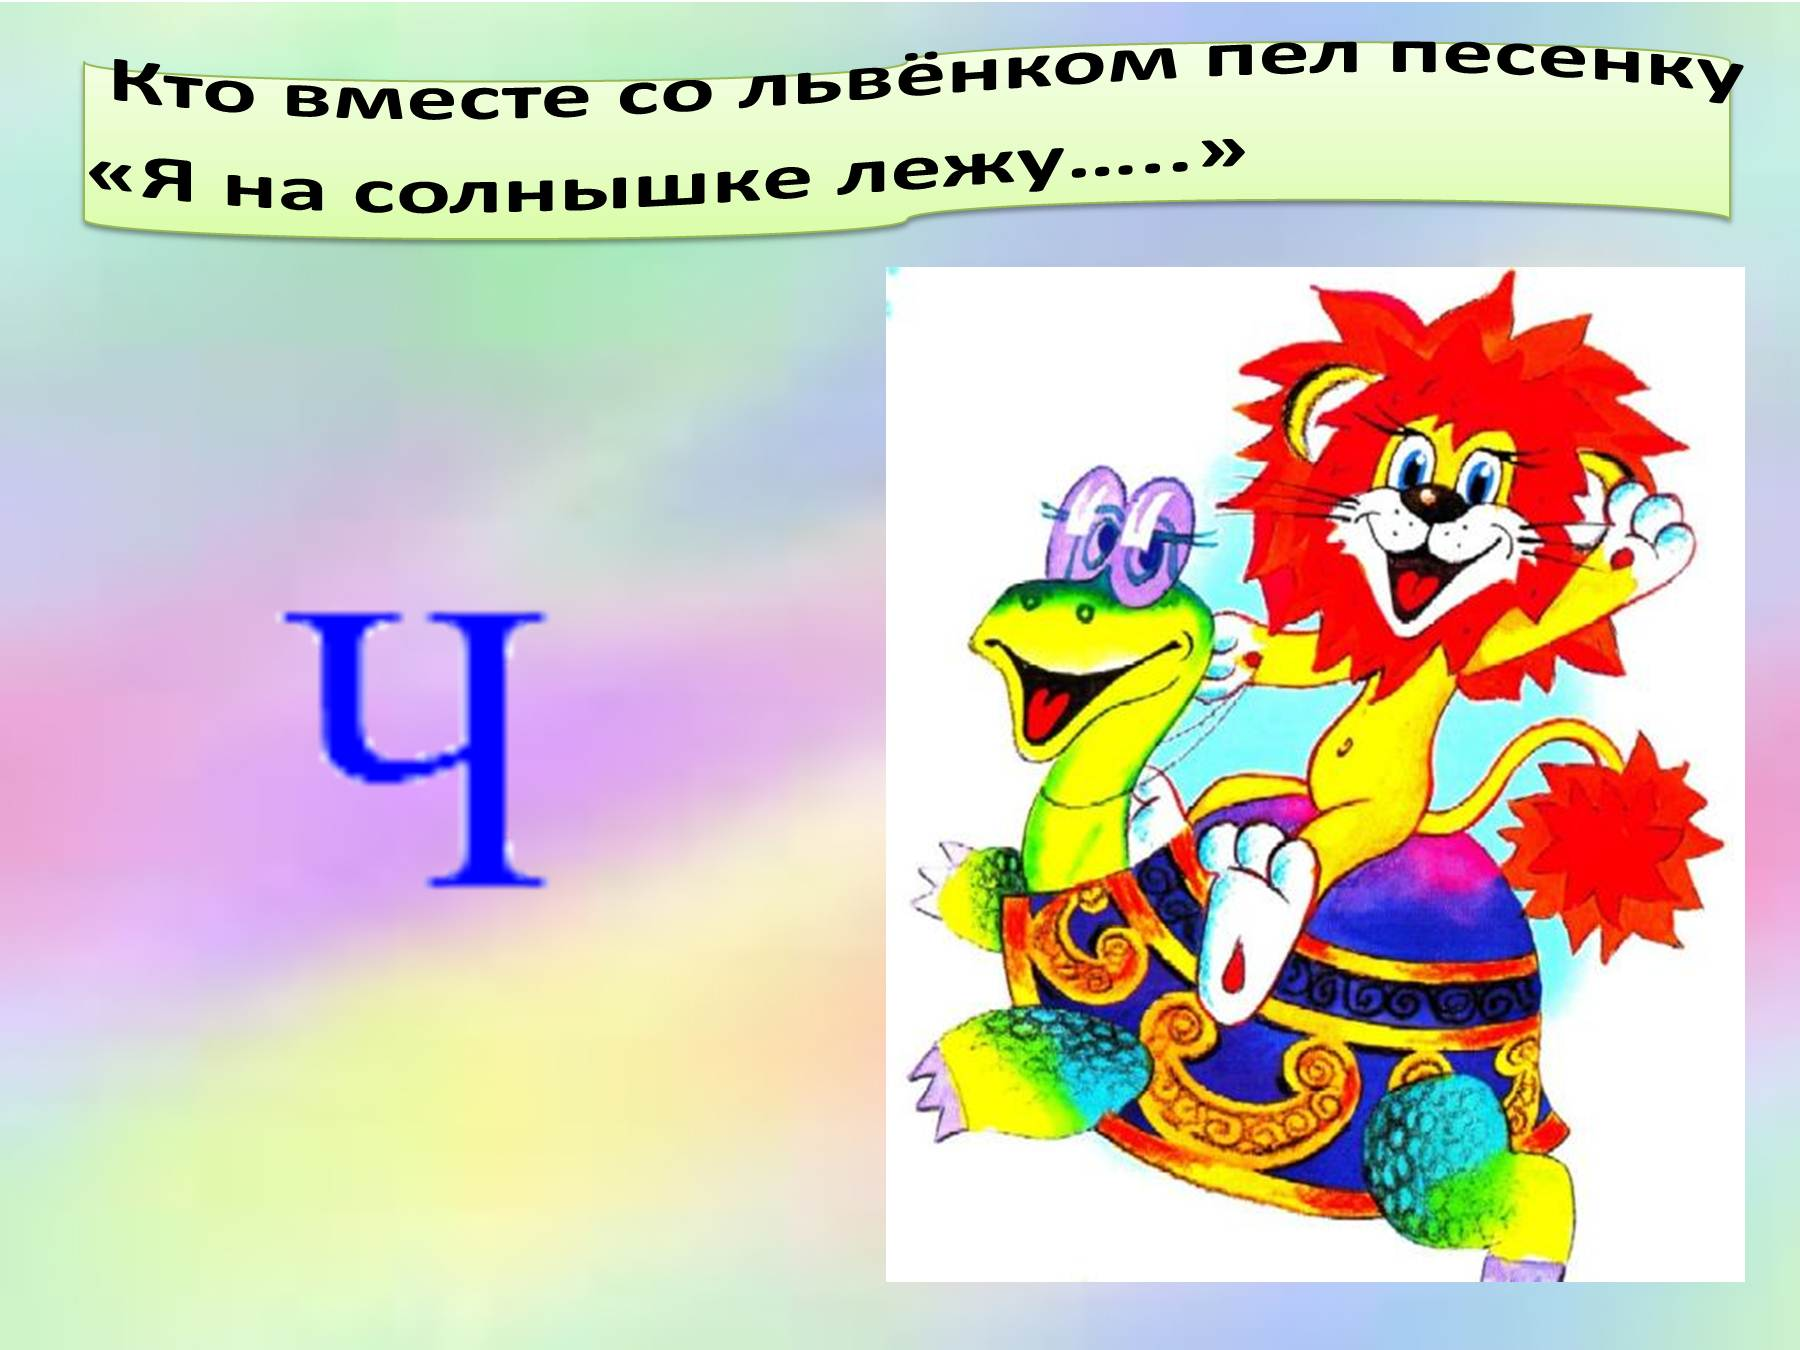 Кто вместе со львёнком пел песенку
«Я на солнышке лежу…..»
Ч